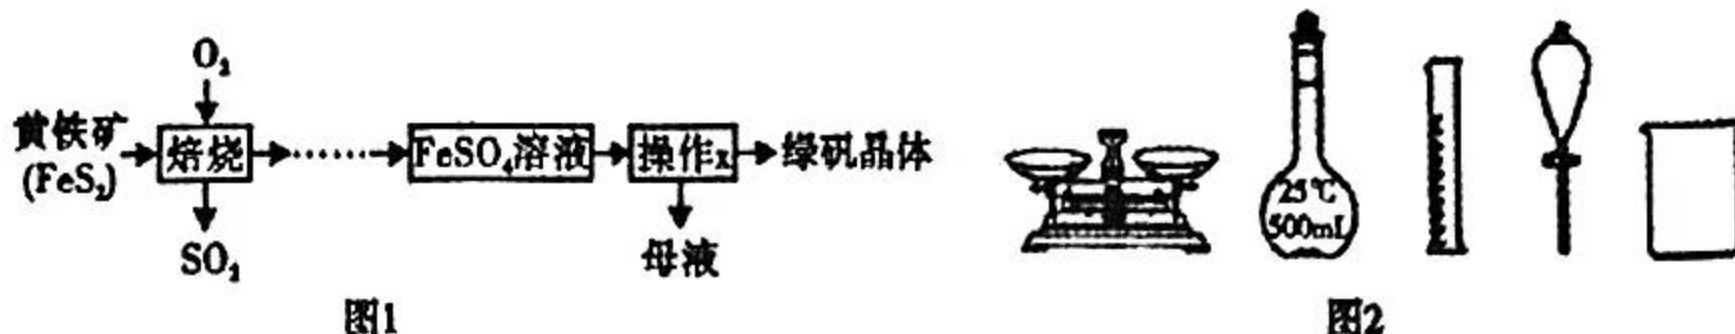 O₂
黄铁矿
(FeS₂)
焙烧
FeSO₄溶液
操作x
绿矾晶体
SO₂
母液
25℃
500mL
图1
图2